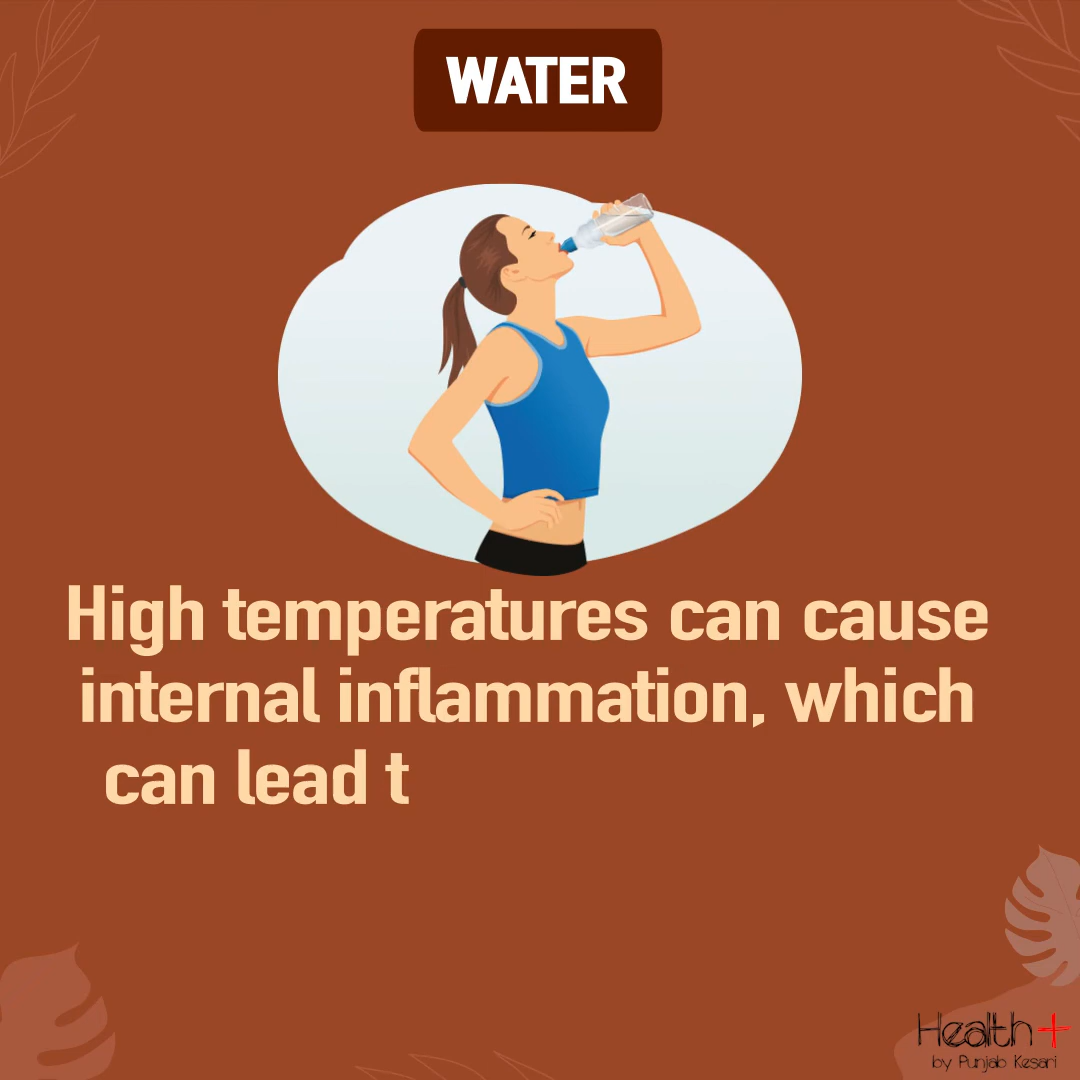 WATER
High temperatures can cause
internal inflammation, which
can lead t
Health+
by Punjab Kesari